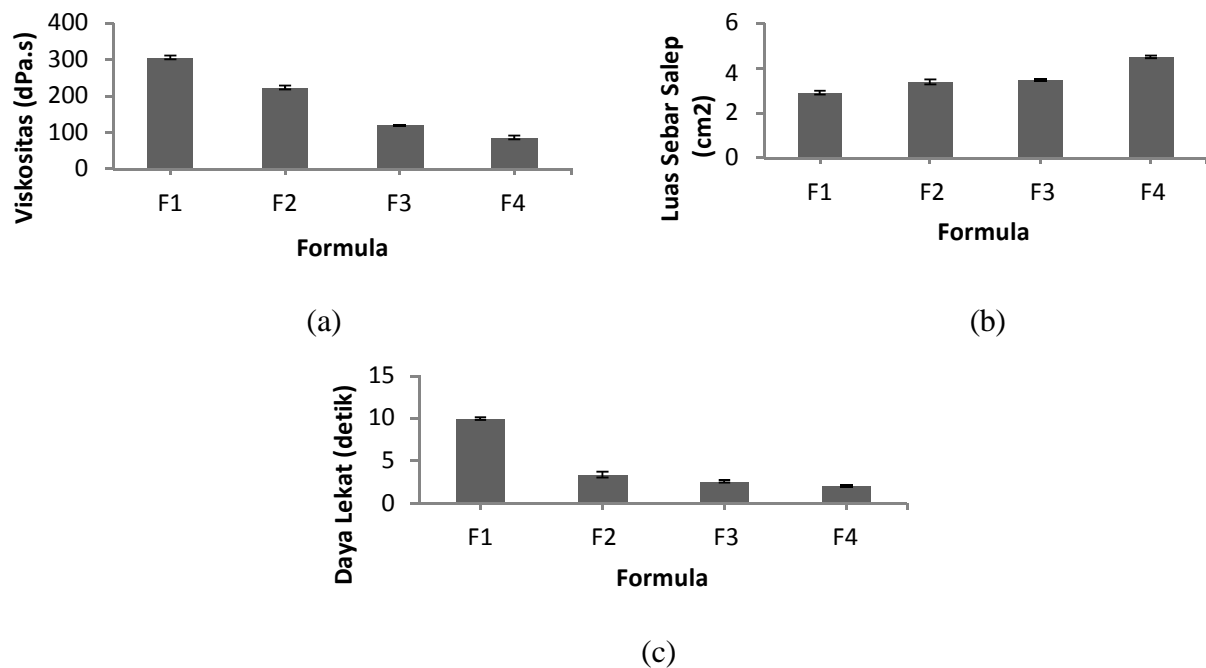 Viskositas (dPa.s)
400
300
200
100
0
F1 F2 F3 F4
Formula
(a)
Luas Sebar Salep
(cm2)
6
4
2
0
F1 F2 F3 F4
Formula
(b)
Daya Lekat (detik)
15
10
5
0
F1 F2 F3 F4
Formula
(c)